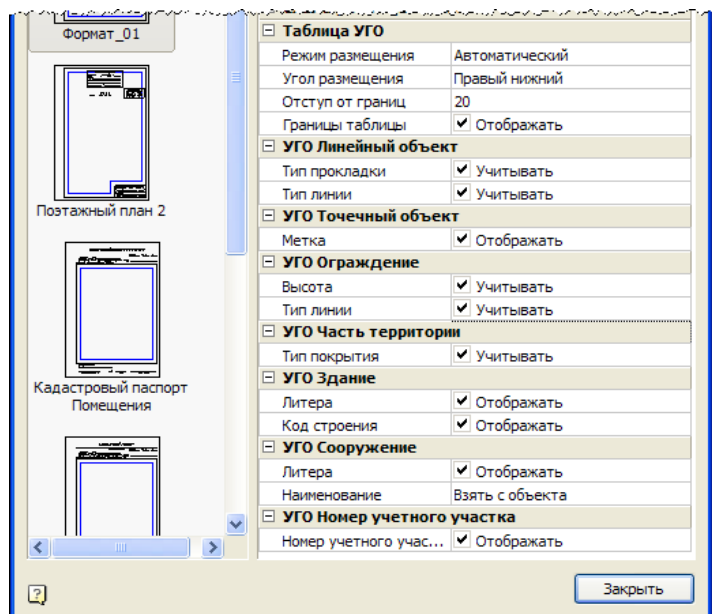 Формат_01
Поэтажный план 2
Кадастровый паспорт
Помещения
Таблица УГО
Режим размещения Автоматический
Угол размещения Правый нижний
Отступ от границ 20
Границы таблицы Отображать
УГО Линейный объект
Тип прокладки Учитывать
Тип линии Учитывать
УГО Точечный объект
Метка Отображать
УГО Ограждение
Высота Учитывать
Тип линии Учитывать
УГО Часть территории
Тип покрытия Учитывать
УГО Здание
Литера Отображать
Код строения Отображать
УГО Сооружение
Литера Отображать
Наименование Взять с объекта
УГО Номер учетного участка
Номер учетного учас... Отображать
?
Закрыть